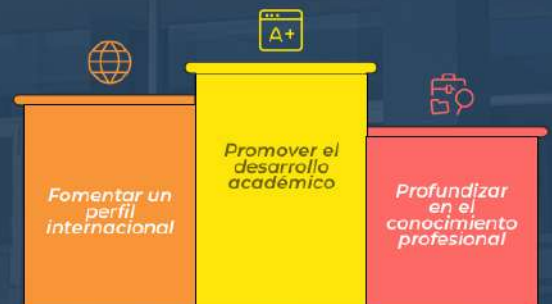 A+
Fomentar un
perfil
internacional
Promover el
desarrollo
académico
Profundizar
en el
conocimiento
profesional